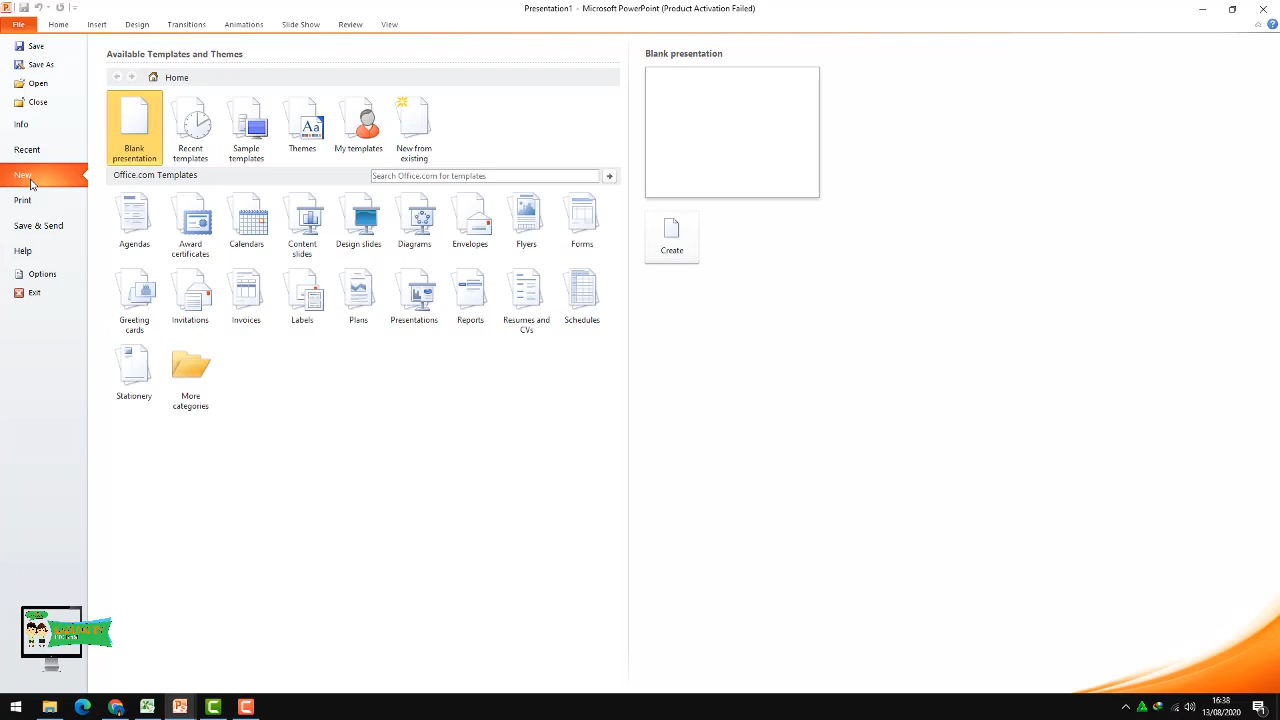 Presentation1 - Microsoft PowerPoint (Product Activation Failed)
File Home Insert Design Transitions Animations Slide Show Review View
Save
Save As
Open
Close
Info
Recent
New
Print
Save & Send
Help
Options
Exit
Available Templates and Themes
Home
Blank presentation
Recent templates
Sample templates
Themes
My templates
New from existing
Office.com Templates
Search Office.com for templates
Agendas
Award certificates
Calendars
Content slides
Design slides
Diagrams
Envelopes
Flyers
Forms
Greeting cards
Invitations
Invoices
Labels
Plans
Presentations
Reports
Resumes and CVs
Schedules
Stationery
More categories
Blank presentation
Create
16:38
13/08/2020